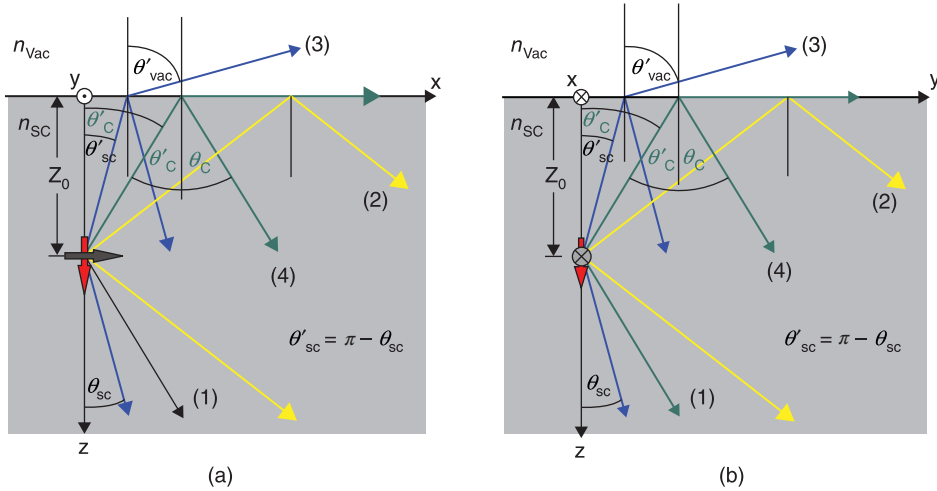 n_Vac
(3)
θ′_vac
y
x
n_SC
θ′_C
θ′_sc
Z_0
θ′_C
θ_C
(2)
(4)
θ′_sc = π − θ_sc
θ_sc
(1)
z
(a)
n_Vac
(3)
θ′_vac
x
y
n_SC
θ′_C
θ′_sc
Z_0
θ′_C
θ_C
(2)
(4)
θ′_sc = π − θ_sc
θ_sc
(1)
z
(b)